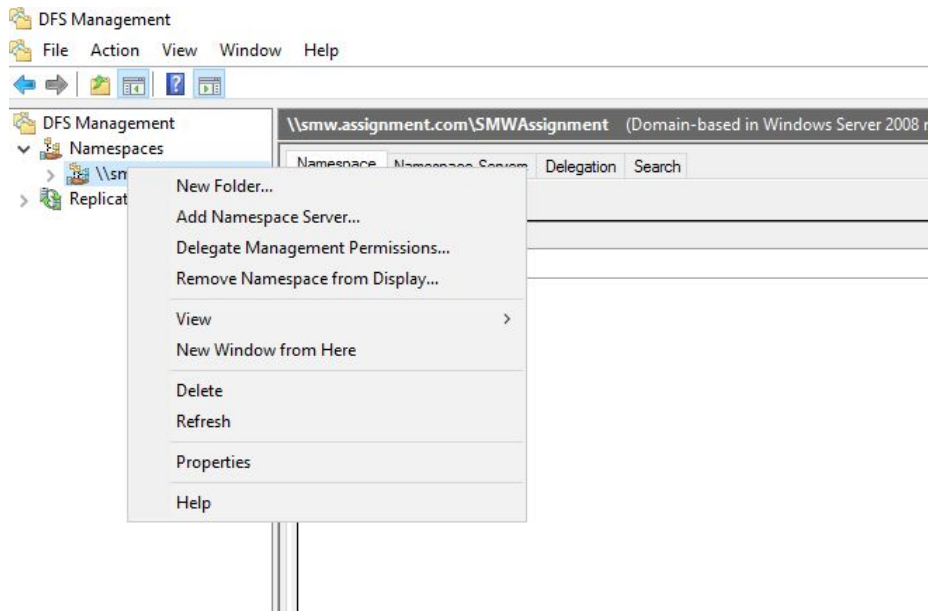 DFS Management
File Action View Window Help
DFS Management
Namespaces
\\sm
Replicat
\\smw.assignment.com\SMWAssignment (Domain-based in Windows Server 2008
Namespace Namespace Servers Delegation Search
New Folder...
Add Namespace Server...
Delegate Management Permissions...
Remove Namespace from Display...
View
New Window from Here
Delete
Refresh
Properties
Help